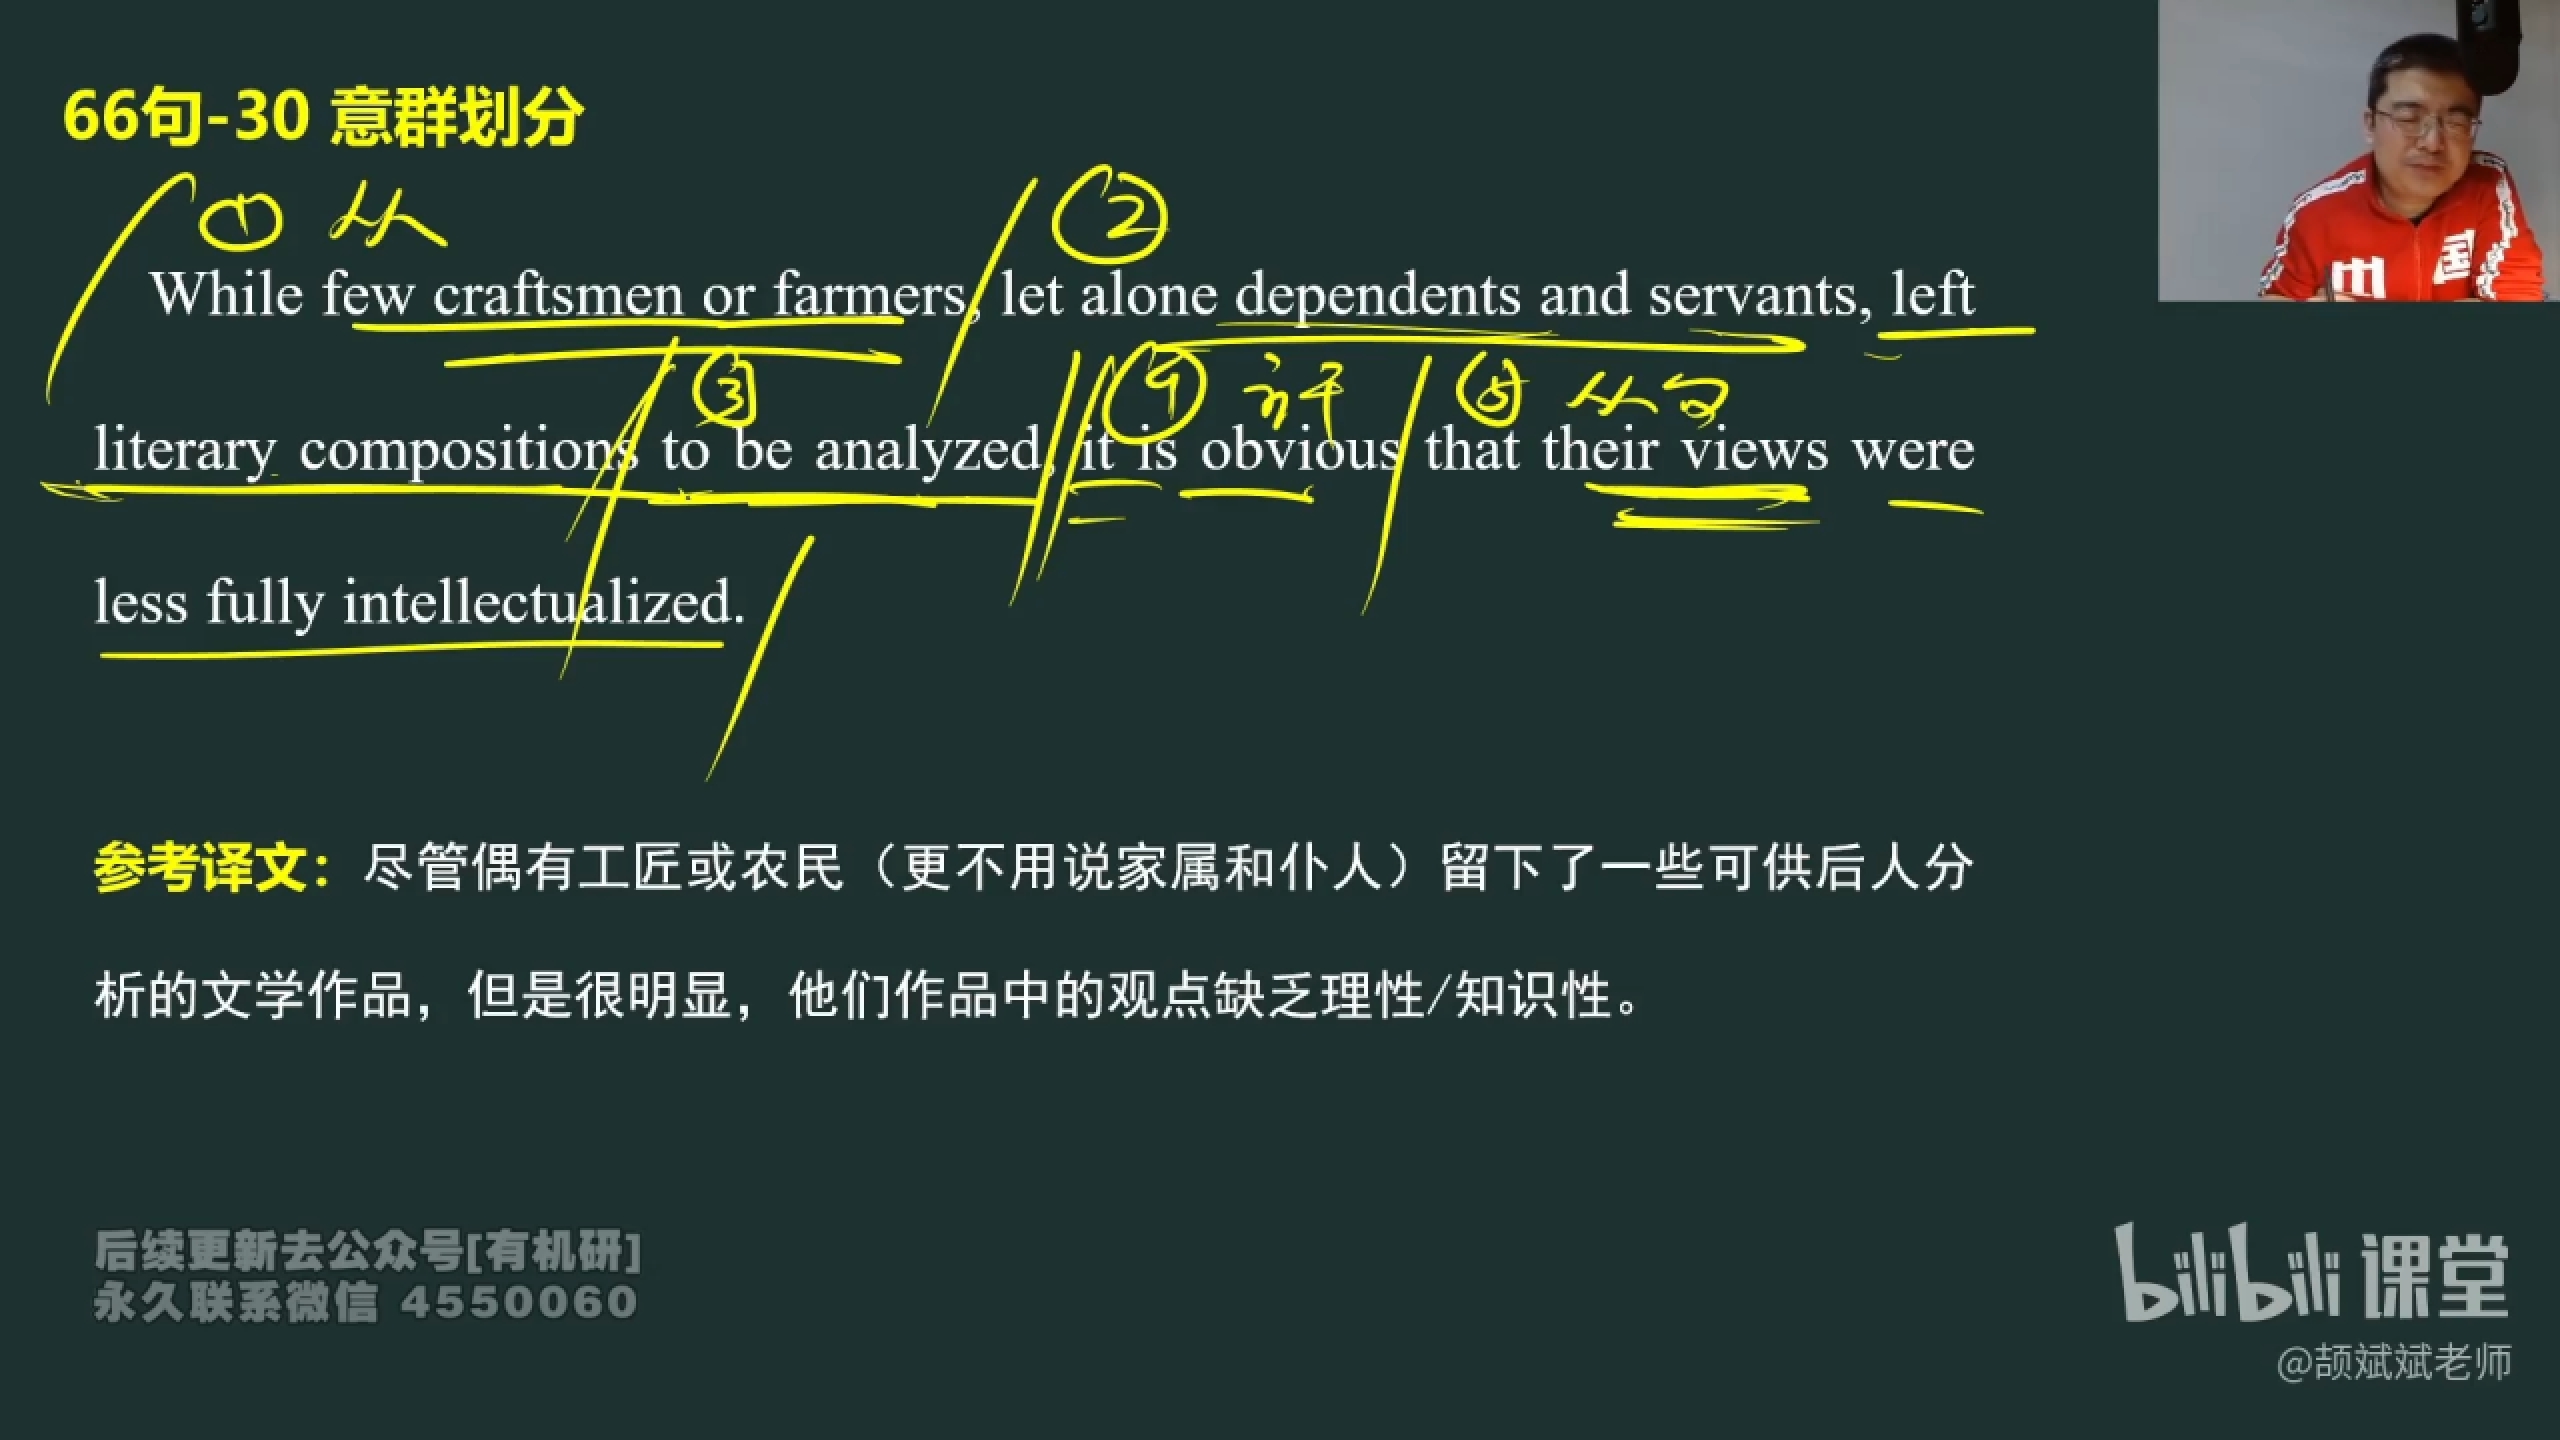 66句-30 意群划分
① 从 ②
While few craftsmen or farmers, let alone dependents and servants, left
③ ④ 主干 ⑤ 从句
literary compositions to be analyzed, it is obvious that their views were
less fully intellectualized.
参考译文：尽管偶有工匠或农民（更不用说家属和仆人）留下了一些可供后人分
析的文学作品，但是很明显，他们作品中的观点缺乏理性/知识性。
中国
后续更新去公众号[有机研]
永久联系微信 4550060
bilibili课堂
@颉斌斌老师